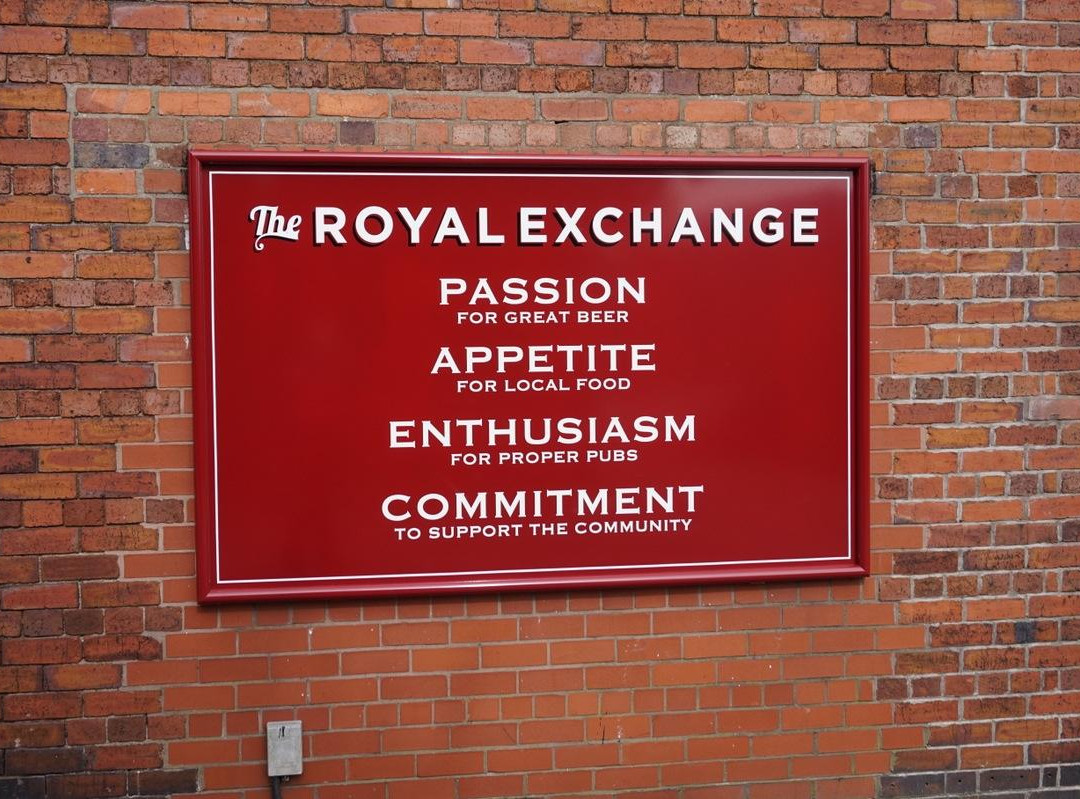 The ROYAL EXCHANGE
PASSION
FOR GREAT BEER
APPETITE
FOR LOCAL FOOD
ENTHUSIASM
FOR PROPER PUBS
COMMITMENT
TO SUPPORT THE COMMUNITY